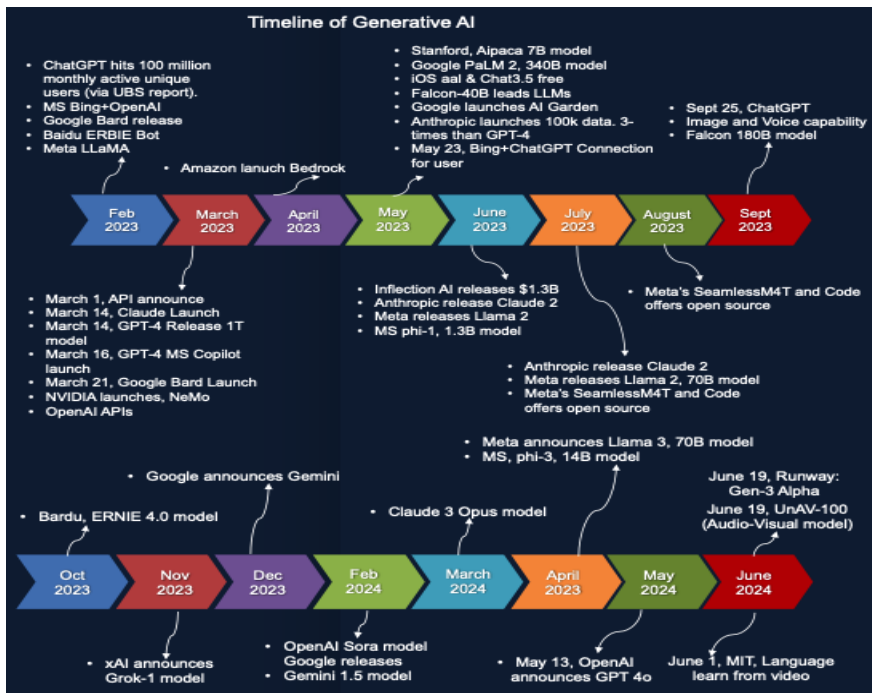 Timeline of Generative AI
• ChatGPT hits 100 million
monthly active unique
users (via UBS report).
• MS Bing+OpenAI
• Google Bard release
• Baidu ERBIE Bot
• Meta LLaMA
• Amazon lanuch Bedrock
• Stanford, Aipaca 7B model
• Google PaLM 2, 340B model
• iOS aal & Chat3.5 free
• Falcon-40B leads LLMs
• Google launches AI Garden
• Anthropic launches 100k data. 3-
times than GPT-4
• May 23, Bing+ChatGPT Connection
for user
• Sept 25, ChatGPT
• Image and Voice capability
• Falcon 180B model
Feb
2023
March
2023
April
2023
May
2023
June
2023
July
2023
August
2023
Sept
2023
• March 1, API announce
• March 14, Claude Launch
• March 14, GPT-4 Release 1T
model
• March 16, GPT-4 MS Copilot
launch
• March 21, Google Bard Launch
• NVIDIA launches, NeMo
• OpenAI APIs
• Inflection AI releases $1.3B
• Anthropic release Claude 2
• Meta releases Llama 2
• MS phi-1, 1.3B model
• Anthropic release Claude 2
• Meta releases Llama 2, 70B model
• Meta's SeamlessM4T and Code
offers open source
• Meta's SeamlessM4T and Code
offers open source
• Bardu, ERNIE 4.0 model
• Google announces Gemini
• Claude 3 Opus model
• Meta announces Llama 3, 70B model
• MS, phi-3, 14B model
June 19, Runway:
Gen-3 Alpha
June 19, UnAV-100
(Audio-Visual model)
Oct
2023
Nov
2023
Dec
2023
Feb
2024
March
2024
April
2023
May
2024
June
2024
• xAI announces
Grok-1 model
• OpenAI Sora model
Google releases
• Gemini 1.5 model
• May 13, OpenAI
announces GPT 4o
June 1, MIT, Language
learn from video